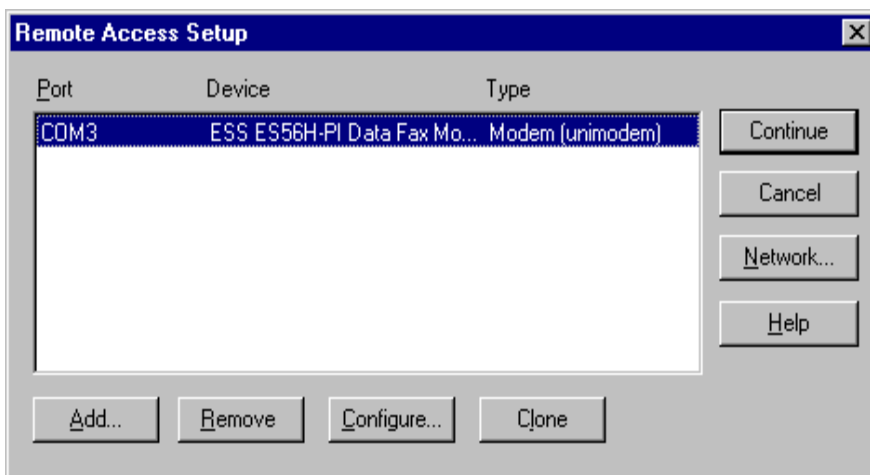 Remote Access Setup
Port Device Type
COM3 ESS ES56H-PI Data Fax Mo... Modem (unimodem)
Continue
Cancel
Network...
Help
Add... Remove Configure... Clone